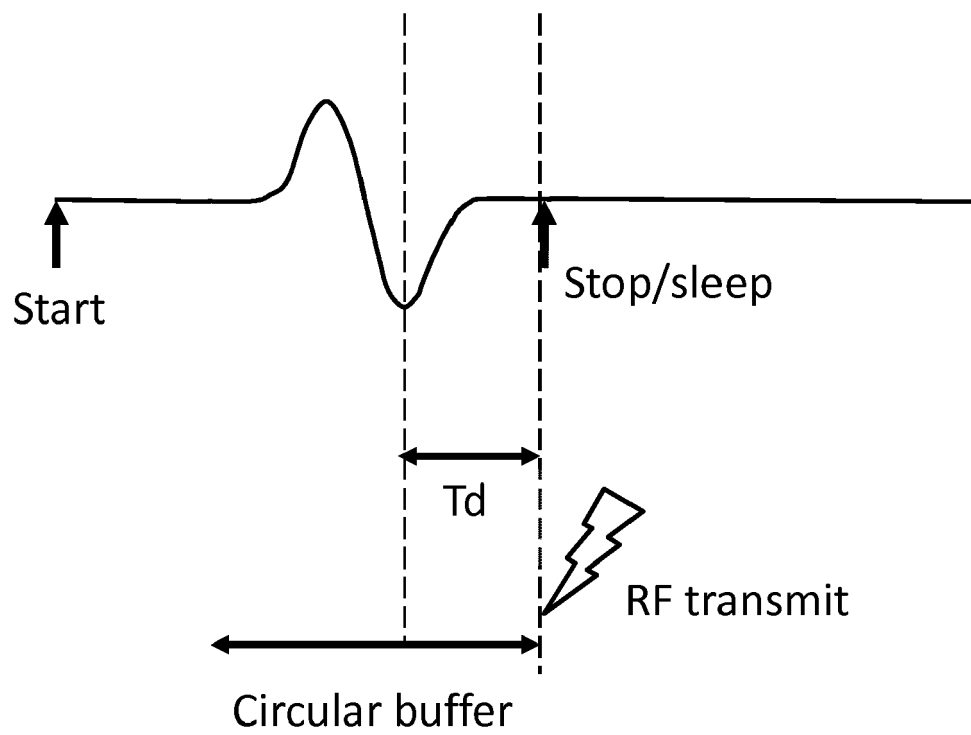 Start
Stop/sleep
Td
RF transmit
Circular buffer